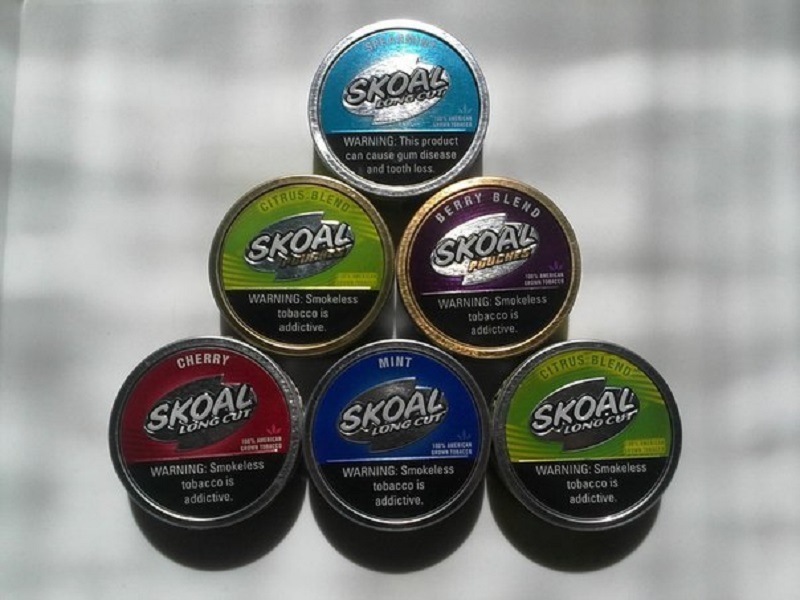 SPEARMINT
SKOAL
LONG CUT
100% AMERICAN
GROWN TOBACCO
WARNING: This product
can cause gum disease
and tooth loss.
CITRUS BLEND
SKOAL
POUCHES
WARNING: Smokeless
tobacco is
addictive.
BERRY BLEND
SKOAL
POUCHES
100% AMERICAN
GROWN TOBACCO
WARNING: Smokeless
tobacco is
addictive.
CHERRY
SKOAL
LONG CUT
100% AMERICAN
GROWN TOBACCO
WARNING: Smokeless
tobacco is
addictive.
MINT
SKOAL
LONG CUT
100% AMERICAN
GROWN TOBACCO
WARNING: Smokeless
tobacco is
addictive.
CITRUS BLEND
SKOAL
LONG CUT
WARNING: Smokeless
tobacco is
addictive.